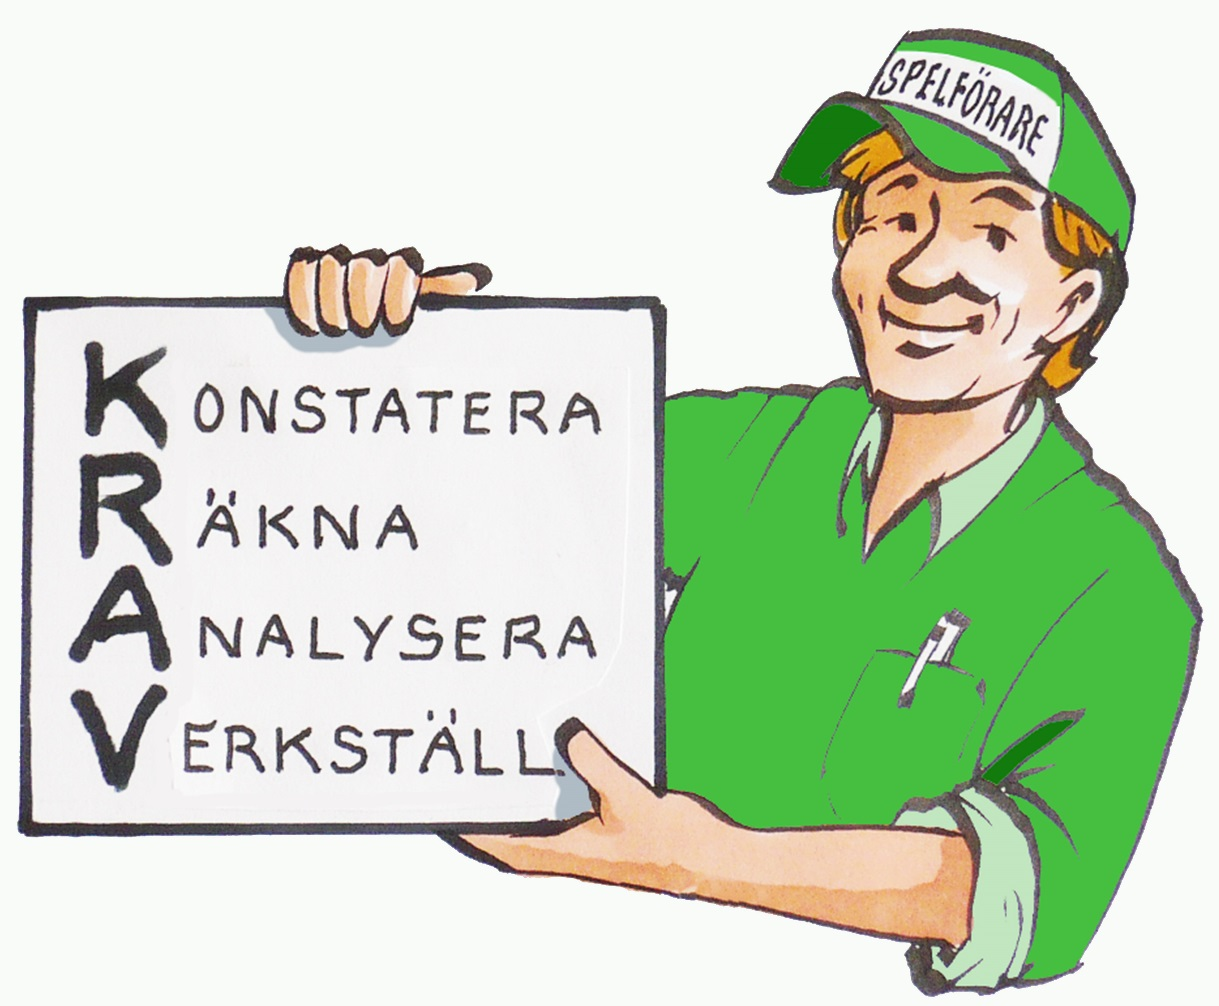 SPELFÖRARE
KONSTATERA
RÄKNA
ANALYSERA
VERKSTÄLL